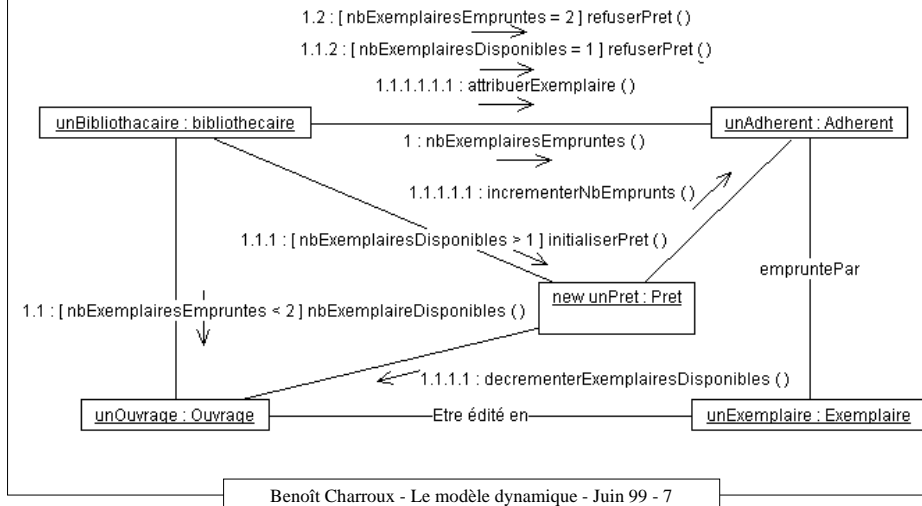 1.2 : [ nbExemplairesEmpruntes = 2 ] refuserPret ()
1.1.2 : [ nbExemplairesDisponibles = 1 ] refuserPret ()
1.1.1.1.1.1 : attribuerExemplaire ()
unBibliothacaire : bibliothecaire
unAdherent : Adherent
1 : nbExemplairesEmpruntes ()
1.1.1.1.1 : incrementerNbEmprunts ()
1.1.1 : [ nbExemplairesDisponibles > 1 ] initialiserPret ()
empruntePar
new unPret : Pret
1.1 : [ nbExemplairesEmpruntes < 2 ] nbExemplaireDisponibles ()
1.1.1.1 : decrementerExemplairesDisponibles ()
unOuvrage : Ouvrage
Etre édité en
unExemplaire : Exemplaire
Benoît Charroux - Le modèle dynamique - Juin 99 - 7